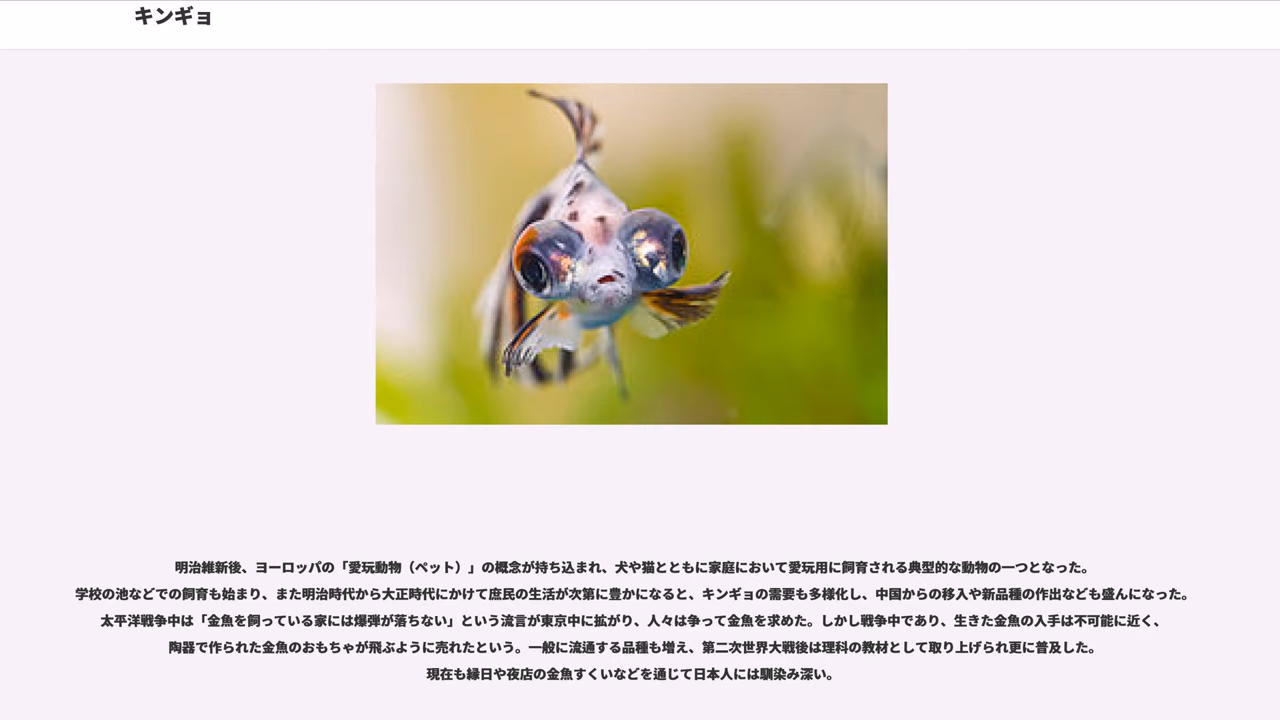 キンギョ
明治維新後、ヨーロッパの「愛玩動物（ペット）」の概念が持ち込まれ、犬や猫とともに家庭において愛玩用に飼育される典型的な動物の一つとなった。
学校の池などでの飼育も始まり、また明治時代から大正時代にかけて庶民の生活が次第に豊かになると、キンギョの需要も多様化し、中国からの移入や新品種の作出なども盛んになった。
太平洋戦争中は「金魚を飼っている家には爆弾が落ちない」という流言が東京中に拡がり、人々は争って金魚を求めた。しかし戦争中であり、生きた金魚の入手は不可能に近く、
陶器で作られた金魚のおもちゃが飛ぶように売れたという。一般に流通する品種も増え、第二次世界大戦後は理科の教材として取り上げられ更に普及した。
現在も縁日や夜店の金魚すくいなどを通じて日本人には馴染み深い。